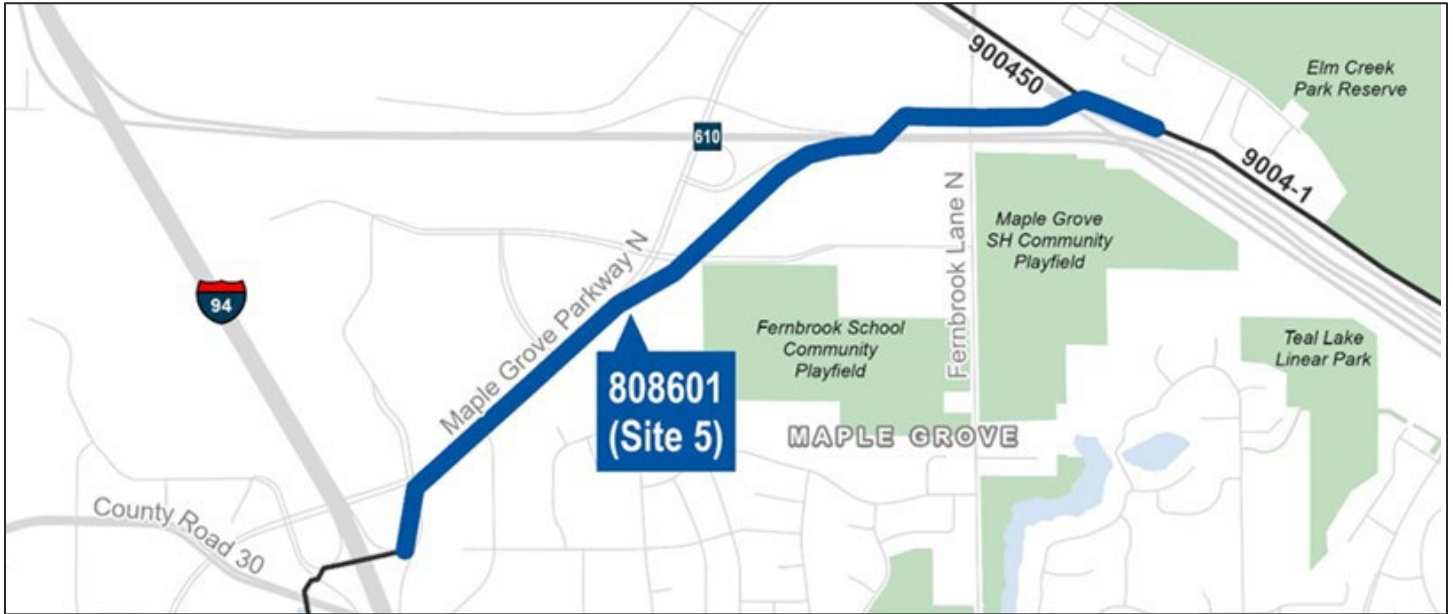 900450
Elm Creek
Park Reserve
610
9004-1
Fernbrook Lane N
Maple Grove
SH Community
Playfield
Maple Grove Parkway N
94
Fernbrook School
Community
Playfield
Teal Lake
Linear Park
808601
(Site 5)
MAPLE GROVE
County Road 30